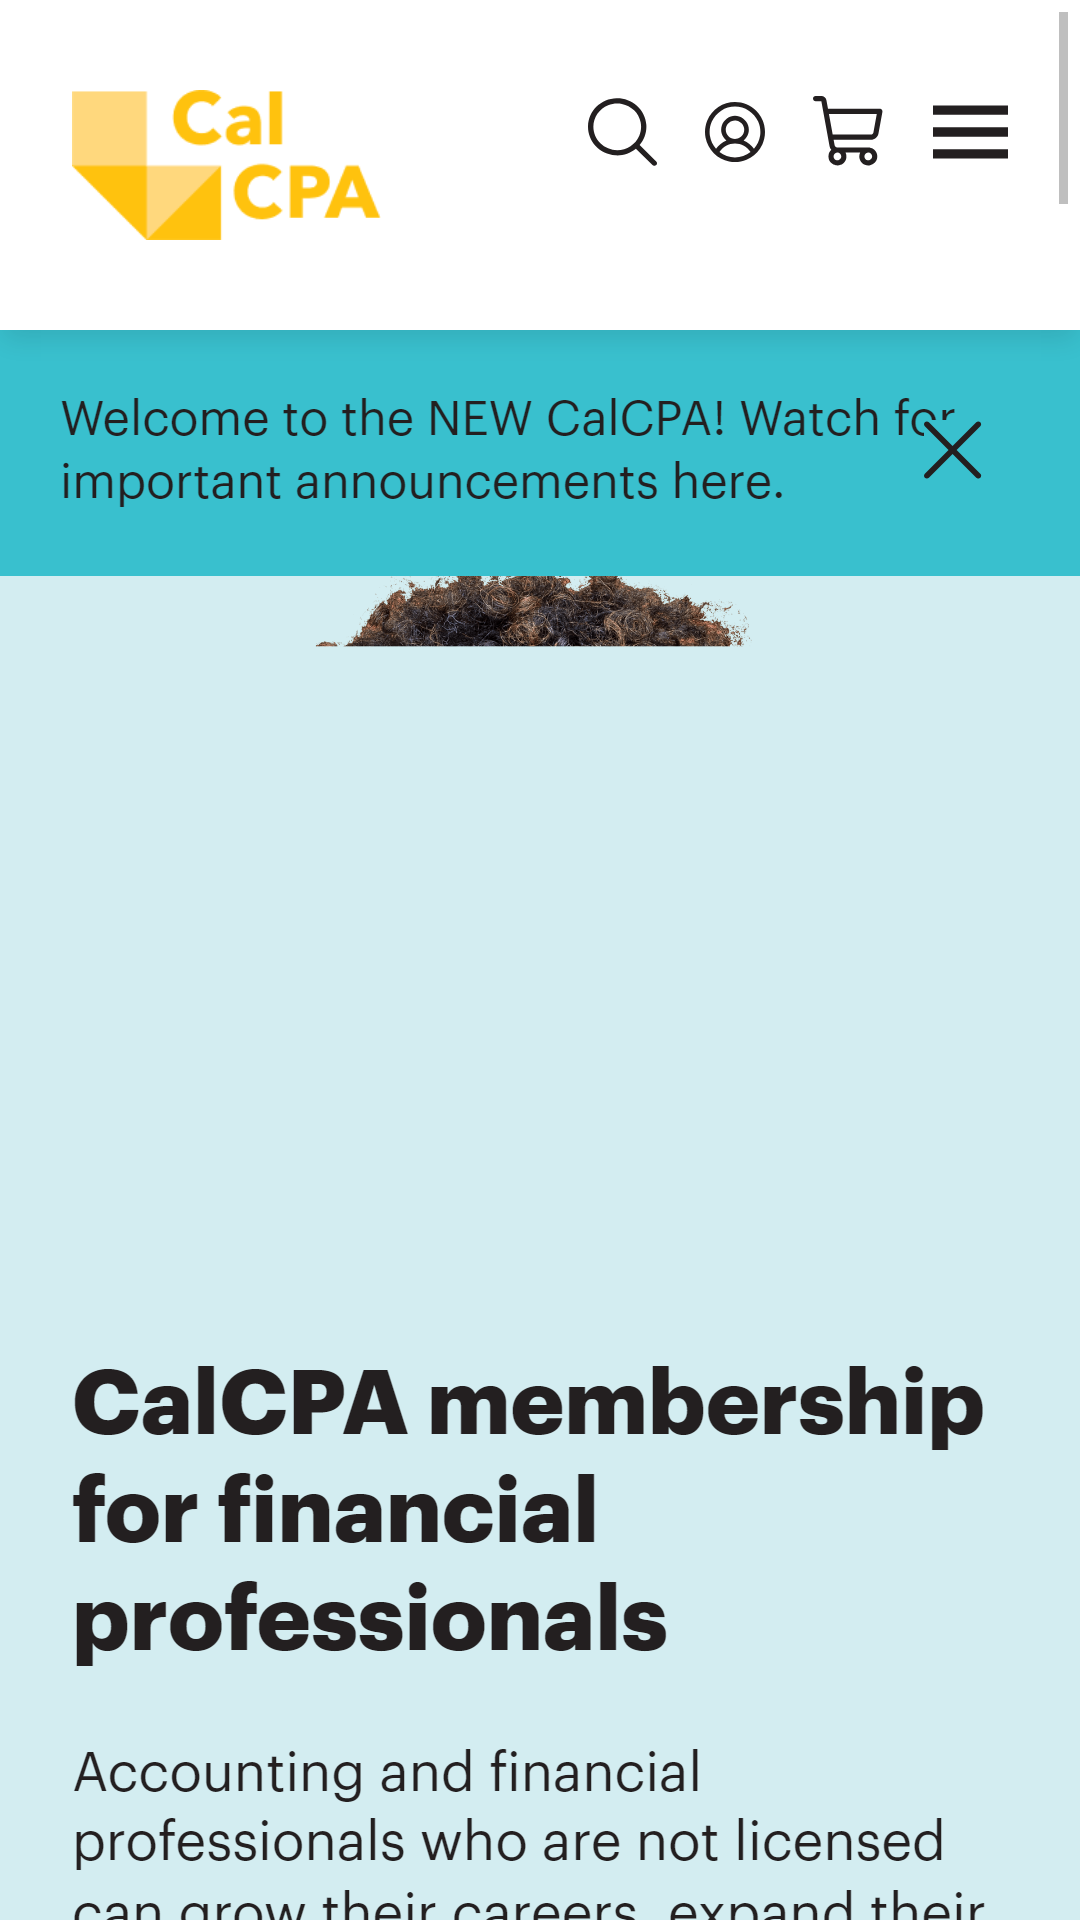 Cal
CPA
Welcome to the NEW CalCPA! Watch for
important announcements here.
CalCPA membership
for financial
professionals
Accounting and financial
professionals who are not licensed
can grow their careers, expand their